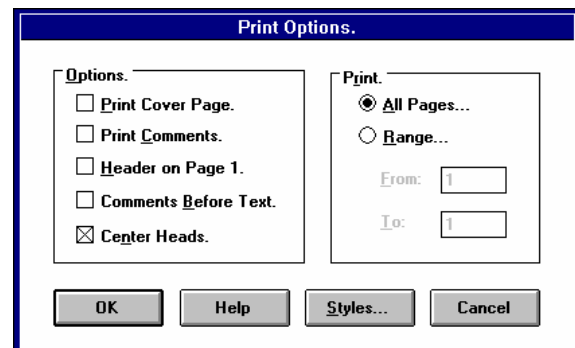 Print Options.
Options.
Print Cover Page.
Print Comments.
Header on Page 1.
Comments Before Text.
Center Heads.
Print.
All Pages...
Range...
From: 1
To: 1
OK Help Styles... Cancel